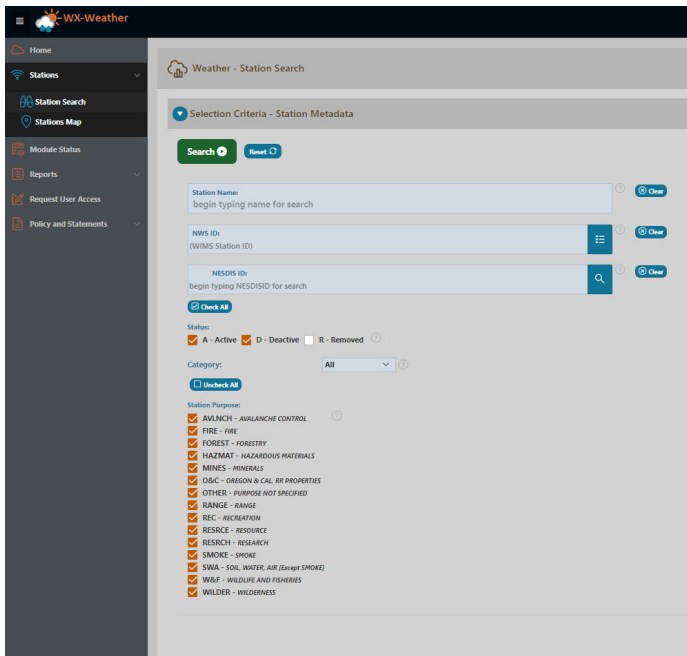 WX-Weather
Home
Stations
Station Search
Stations Map
Module Status
Reports
Request User Access
Policy and Statements
Weather - Station Search
Selection Criteria - Station Metadata
Search
Reset
Station Name:
begin typing name for search
Clear
NWS ID:
(WIMS Station ID)
Clear
NESDIS ID:
begin typing NESDISID for search
Clear
Check All
Status:
A - Active D - Deactive R - Removed
Category: All
Uncheck All
Station Purpose:
AVLNCH - AVALANCHE CONTROL
FIRE - FIRE
FOREST - FORESTRY
HAZMAT - HAZARDOUS MATERIALS
MINES - MINERALS
O&C - OREGON & CAL. RR PROPERTIES
OTHER - PURPOSE NOT SPECIFIED
RANGE - RANGE
REC - RECREATION
RESRCE - RESOURCE
RESRCH - RESEARCH
SMOKE - SMOKE
SWA - SOIL, WATER, AIR [Except SMOKE]
W&F - WILDLIFE AND FISHERIES
WILDER - WILDERNESS